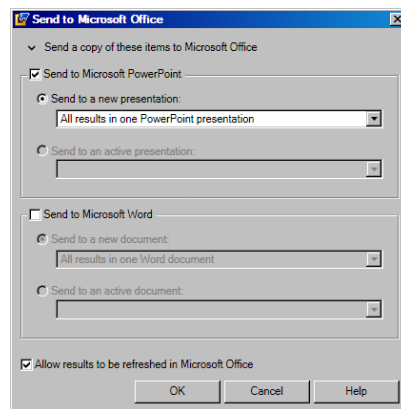 Send to Microsoft Office
Send a copy of these items to Microsoft Office
Send to Microsoft PowerPoint
Send to a new presentation:
All results in one PowerPoint presentation
Send to an active presentation:
Send to Microsoft Word
Send to a new document:
All results in one Word document
Send to an active document:
Allow results to be refreshed in Microsoft Office
OK Cancel Help